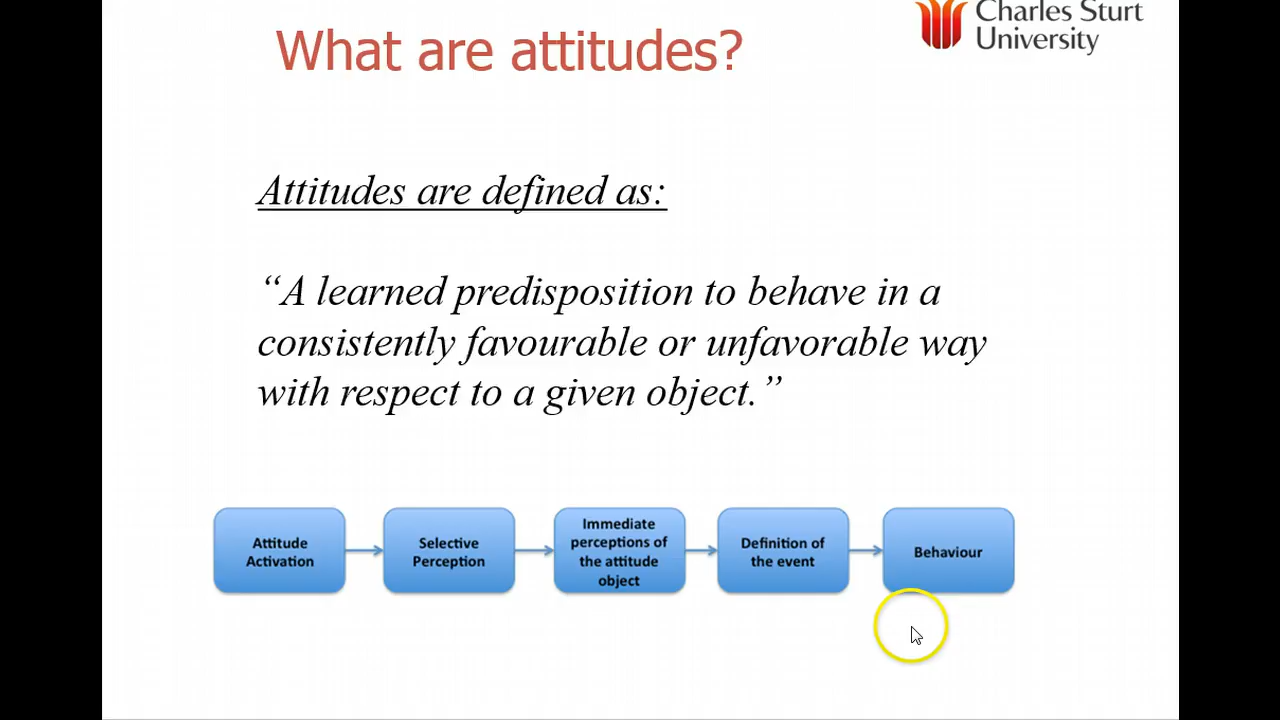 What are attitudes?
Charles Sturt
University
Attitudes are defined as:
“A learned predisposition to behave in a
consistently favourable or unfavorable way
with respect to a given object.”
Attitude
Activation
Selective
Perception
Immediate
perceptions of
the attitude
object
Definition of
the event
Behaviour